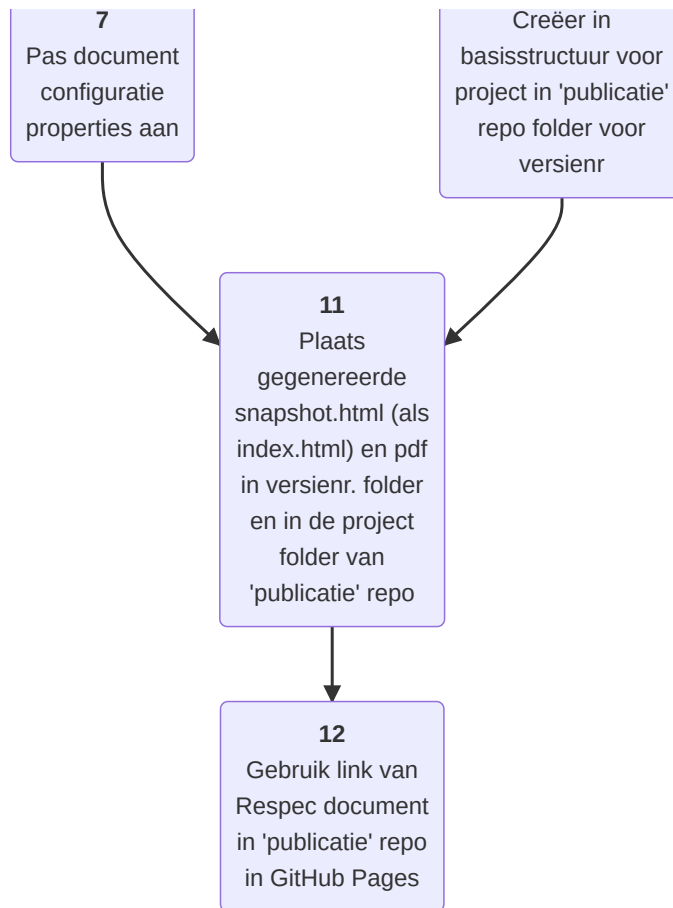 7
Pas document
configuratie
properties aan
Creëer in
basisstructuur voor
project in 'publicatie'
repo folder voor
versienr
11
Plaats
gegenereerde
snapshot.html (als
index.html) en pdf
in versienr. folder
en in de project
folder van
'publicatie' repo
12
Gebruik link van
Respec document
in 'publicatie' repo
in GitHub Pages